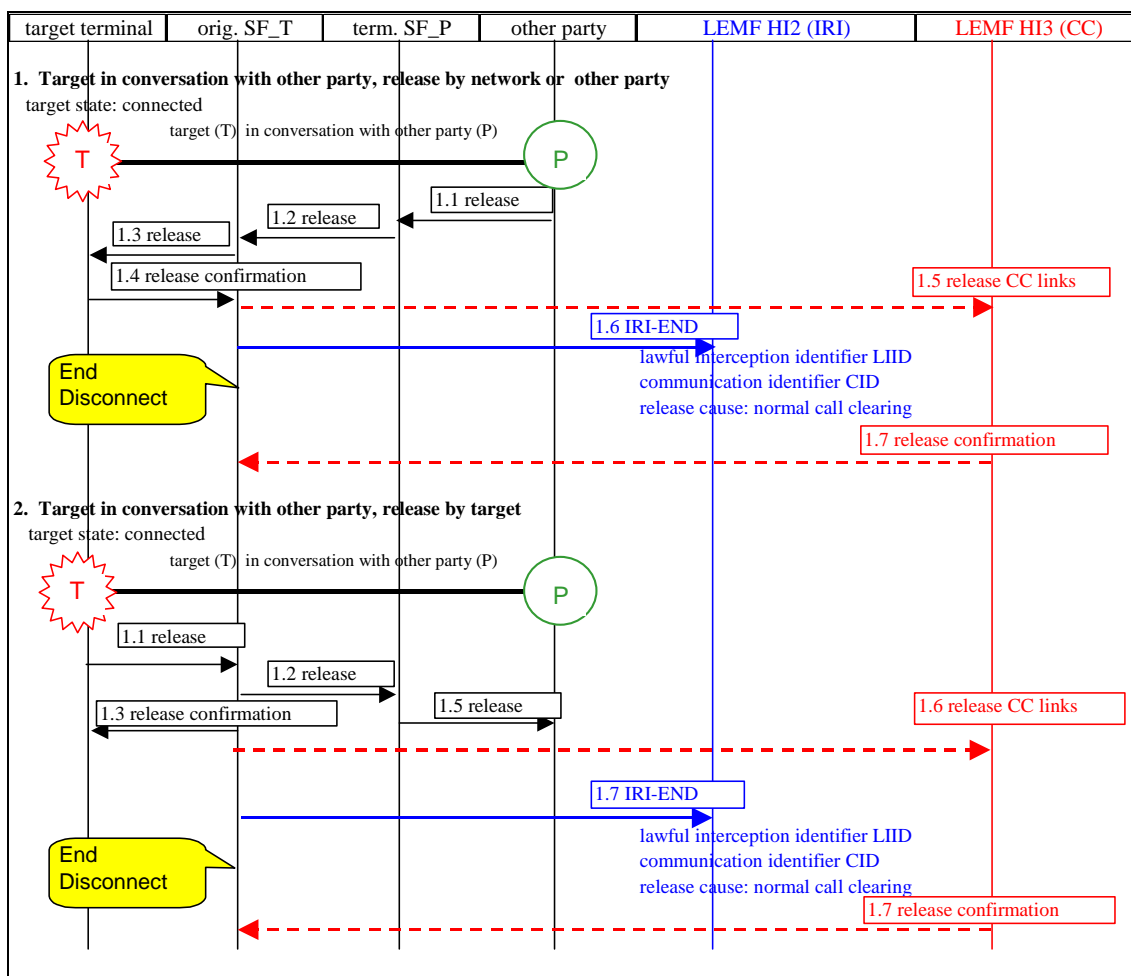 target terminal orig. SF_T term. SF_P other party LEMF HI2 (IRI) LEMF HI3 (CC)
1. Target in conversation with other party, release by network or other party
target state: connected
target (T) in conversation with other party (P)
T
P
1.1 release
1.2 release
1.3 release
1.4 release confirmation
1.5 release CC links
1.6 IRI-END
lawful interception identifier LIID
communication identifier CID
release cause: normal call clearing
End
Disconnect
1.7 release confirmation
2. Target in conversation with other party, release by target
target state: connected
target (T) in conversation with other party (P)
T
P
1.1 release
1.2 release
1.3 release confirmation
1.5 release
1.6 release CC links
1.7 IRI-END
lawful interception identifier LIID
communication identifier CID
release cause: normal call clearing
End
Disconnect
1.7 release confirmation